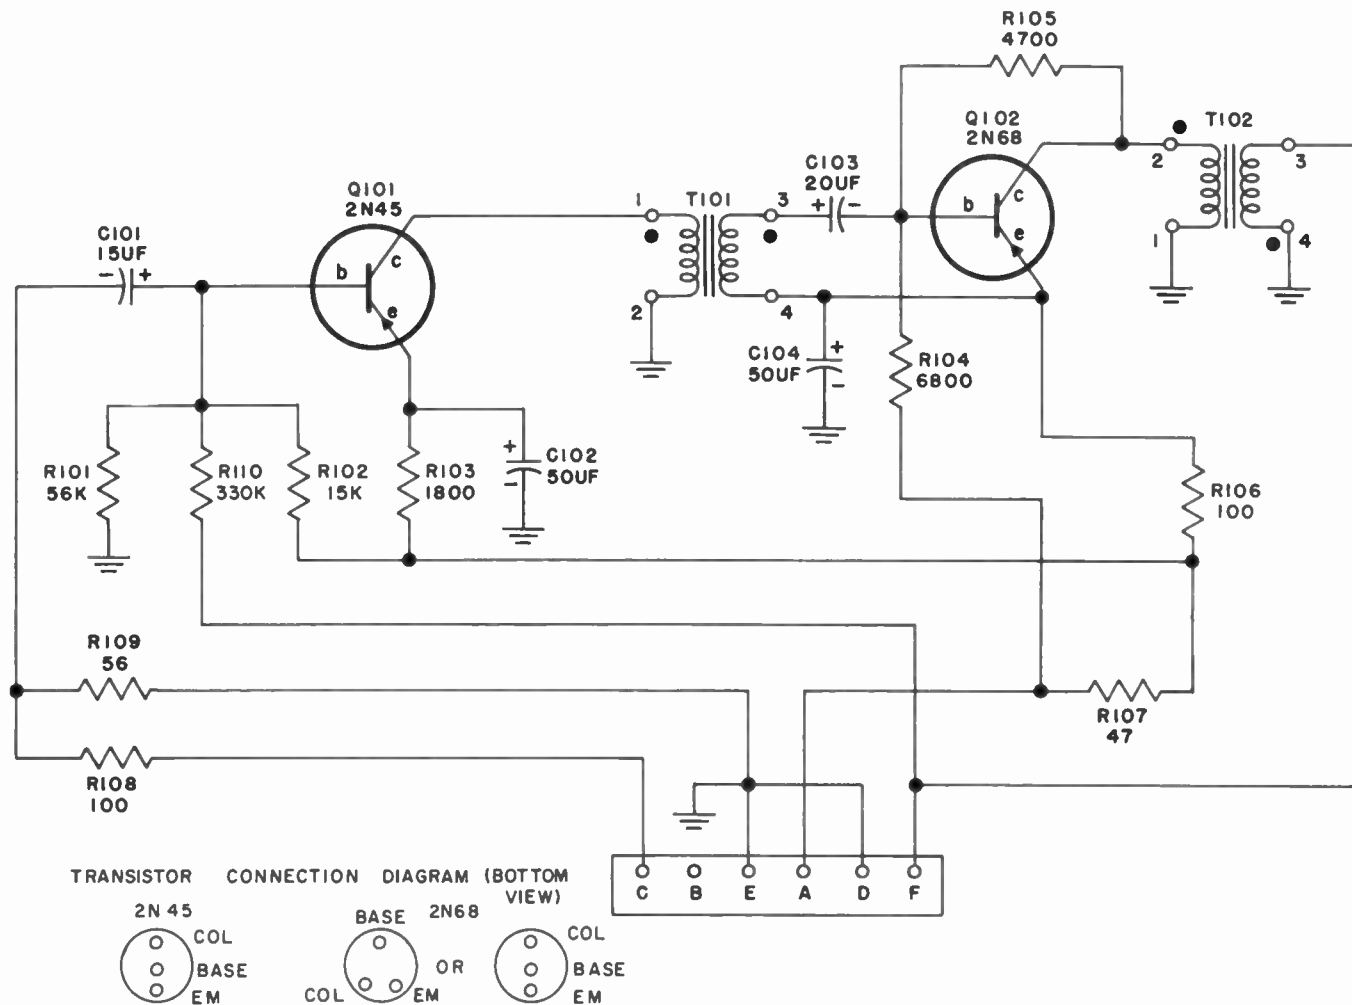 R105
4700
Q102
2N68
T102
2
3
C103
20UF
+ -
b
c
e
1
4
Q101
2N45
1
T101
3
C101
15UF
- +
b
c
e
2
4
C104
50UF
+
-
R104
6800
R101
56K
R110
330K
R102
15K
R103
1800
+
-
C102
50UF
R106
100
R109
56
R107
47
R108
100
C B E A D F
TRANSISTOR CONNECTION DIAGRAM (BOTTOM
VIEW)
2N45
COL
BASE
EM
BASE
2N68
COL
EM
OR
COL
BASE
EM